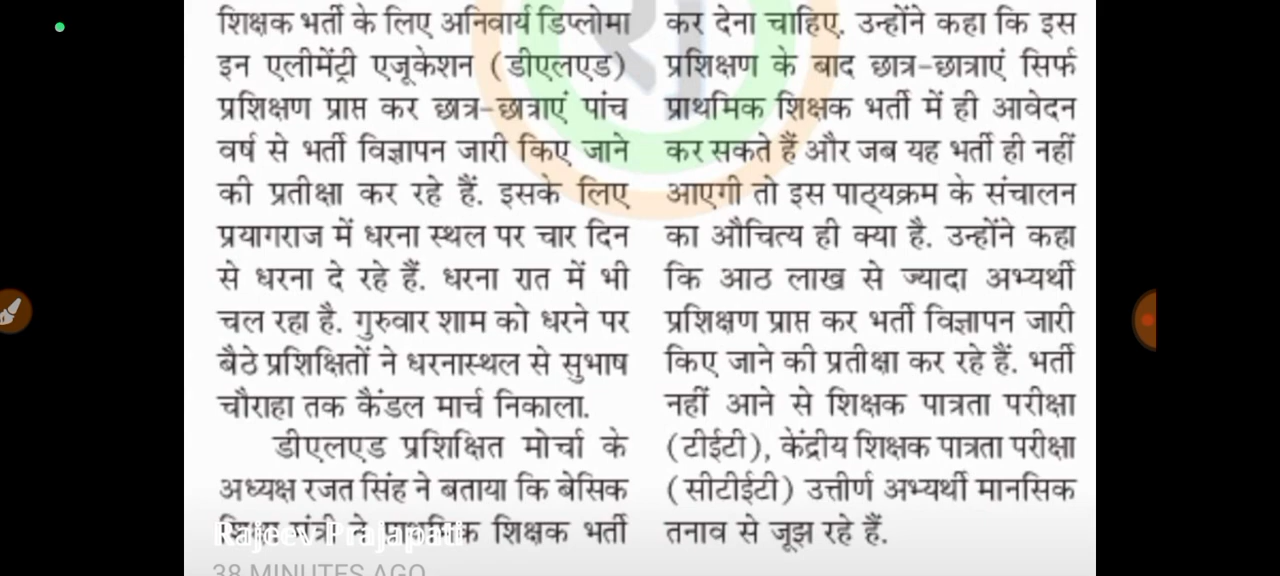 शिक्षक भर्ती के लिए अनिवार्य डिप्लोमा
इन एलीमेंट्री एजूकेशन (डीएलएड)
प्रशिक्षण प्राप्त कर छात्र-छात्राएं पांच
वर्ष से भर्ती विज्ञापन जारी किए जाने
की प्रतीक्षा कर रहे हैं. इसके लिए
प्रयागराज में धरना स्थल पर चार दिन
से धरना दे रहे हैं. धरना रात में भी
चल रहा है. गुरुवार शाम को धरने पर
बैठे प्रशिक्षितों ने धरनास्थल से सुभाष
चौराहा तक कैंडल मार्च निकाला.
डीएलएड प्रशिक्षित मोर्चा के
अध्यक्ष रजत सिंह ने बताया कि बेसिक
शिक्षक भर्ती
कर देना चाहिए. उन्होंने कहा कि इस
प्रशिक्षण के बाद छात्र-छात्राएं सिर्फ
प्राथमिक शिक्षक भर्ती में ही आवेदन
कर सकते हैं और जब यह भर्ती ही नहीं
आएगी तो इस पाठ्यक्रम के संचालन
का औचित्य ही क्या है. उन्होंने कहा
कि आठ लाख से ज्यादा अभ्यर्थी
प्रशिक्षण प्राप्त कर भर्ती विज्ञापन जारी
किए जाने की प्रतीक्षा कर रहे हैं. भर्ती
नहीं आने से शिक्षक पात्रता परीक्षा
(टीईटी), केंद्रीय शिक्षक पात्रता परीक्षा
(सीटीईटी) उत्तीर्ण अभ्यर्थी मानसिक
तनाव से जूझ रहे हैं.
Rajeev Prajapati
38 MINUTES AGO